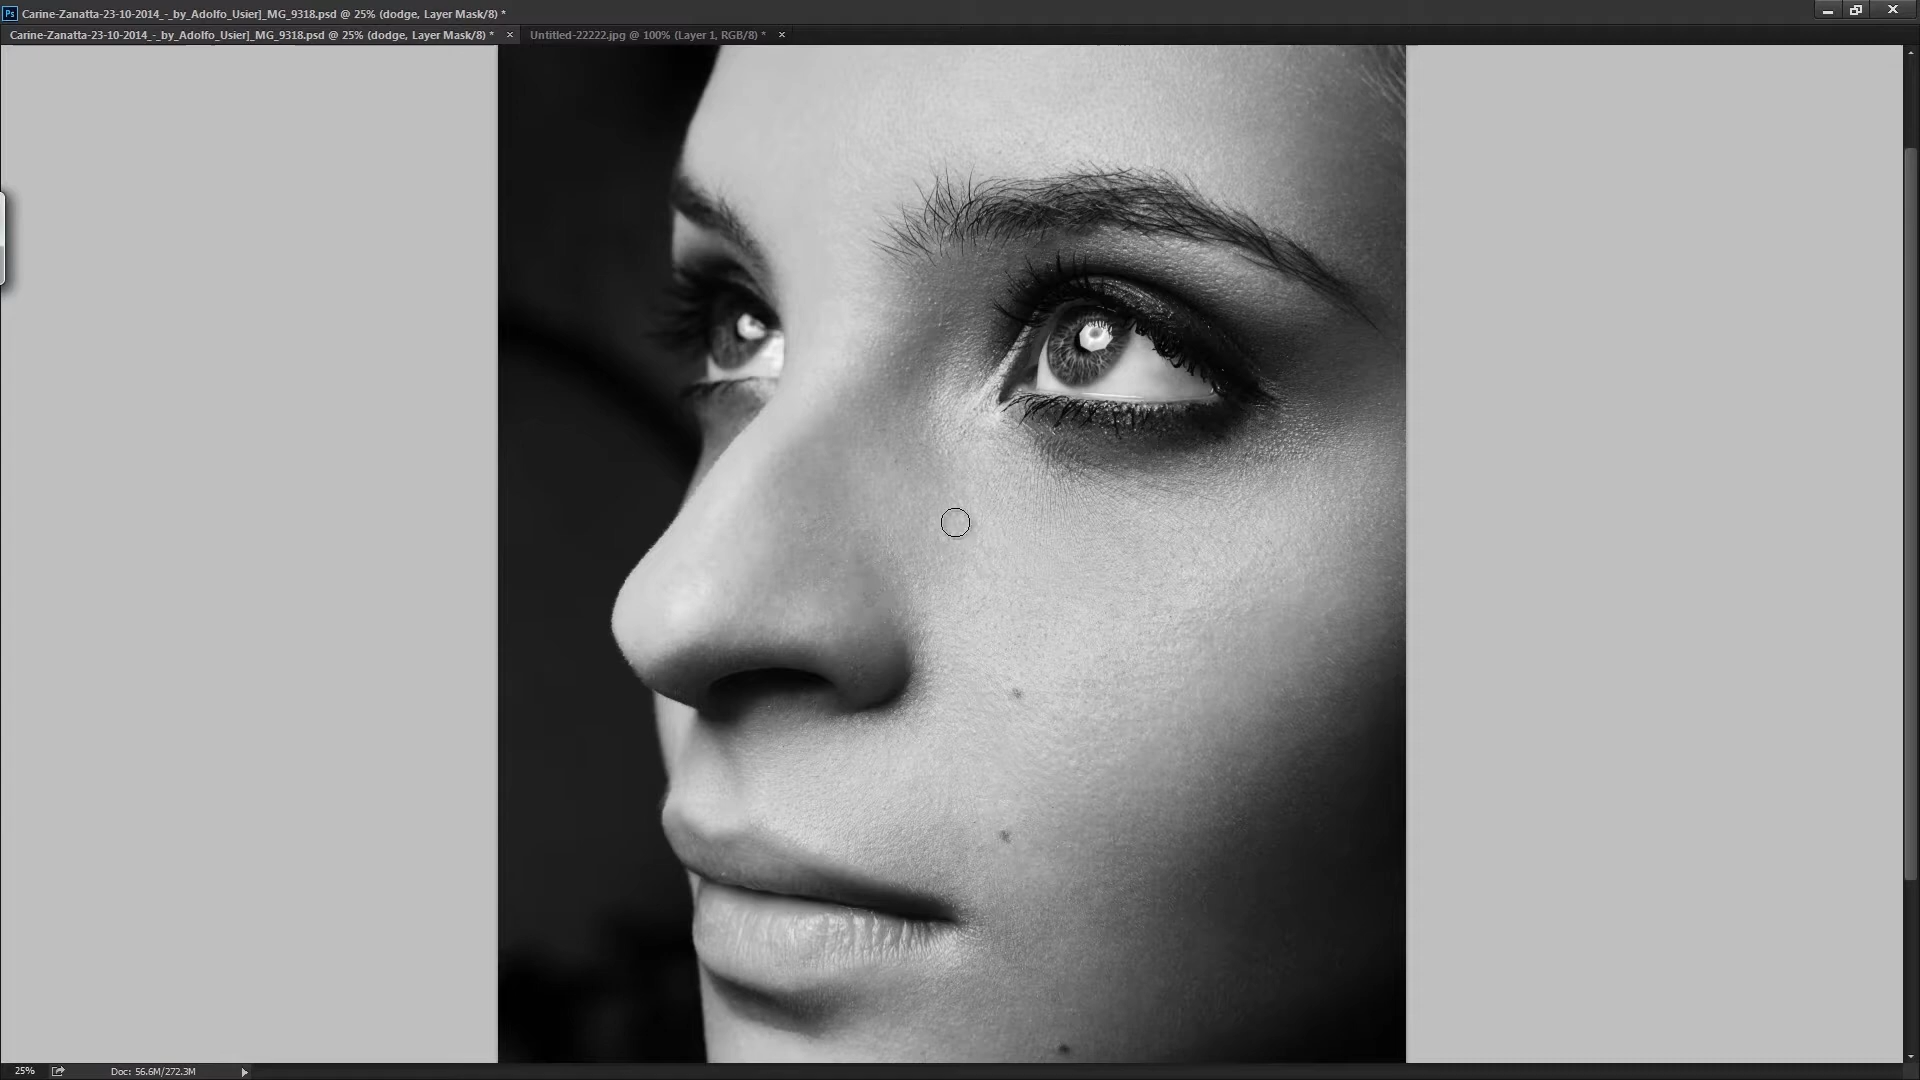 Ps Carine-Zanatta-23-10-2014_-_by_Adolfo_Usier]_MG_9318.psd @ 25% (dodge, Layer Mask/8) *
Carine-Zanatta-23-10-2014_-_by_Adolfo_Usier]_MG_9318.psd @ 25% (dodge, Layer Mask/8) * × Untitled-22222.jpg @ 100% (Layer 1, RGB/8) * ×
25% Doc: 56.6M/272.3M